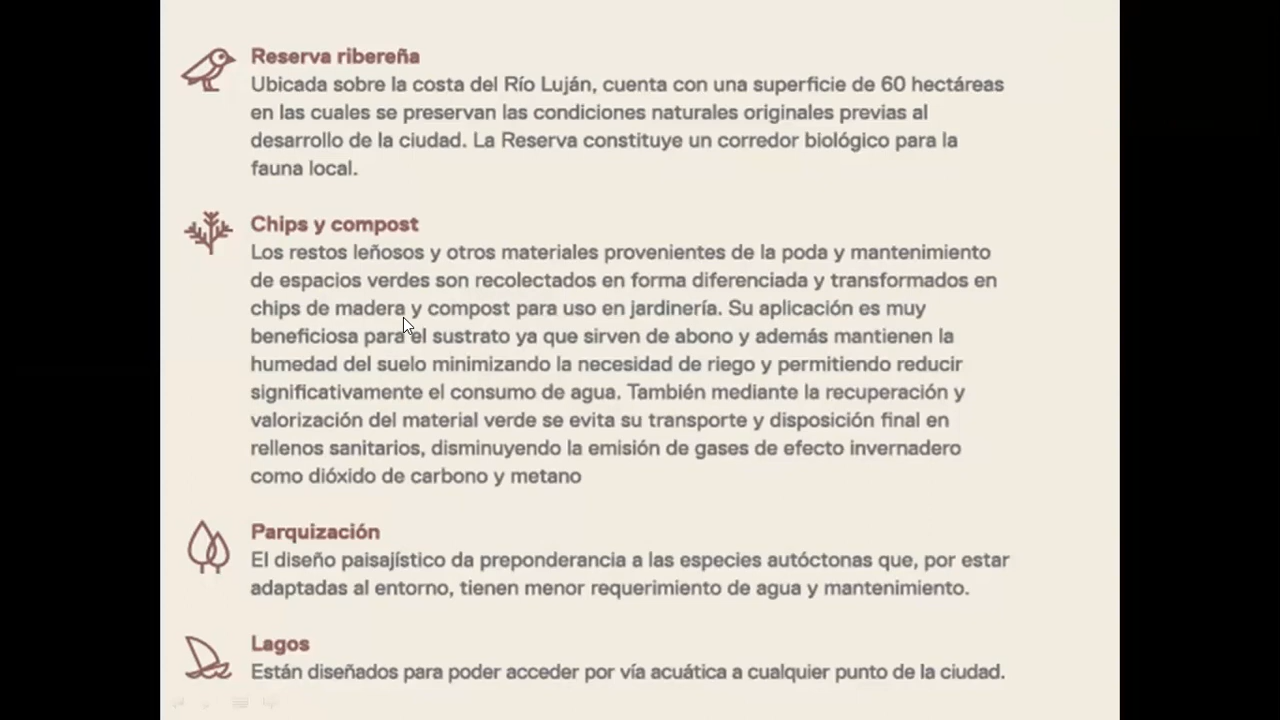 Reserva ribereña
Ubicada sobre la costa del Río Luján, cuenta con una superficie de 60 hectáreas
en las cuales se preservan las condiciones naturales originales previas al
desarrollo de la ciudad. La Reserva constituye un corredor biológico para la
fauna local.
Chips y compost
Los restos leñosos y otros materiales provenientes de la poda y mantenimiento
de espacios verdes son recolectados en forma diferenciada y transformados en
chips de madera y compost para uso en jardinería. Su aplicación es muy
beneficiosa para el sustrato ya que sirven de abono y además mantienen la
humedad del suelo minimizando la necesidad de riego y permitiendo reducir
significativamente el consumo de agua. También mediante la recuperación y
valorización del material verde se evita su transporte y disposición final en
rellenos sanitarios, disminuyendo la emisión de gases de efecto invernadero
como dióxido de carbono y metano
Parquización
El diseño paisajístico da preponderancia a las especies autóctonas que, por estar
adaptadas al entorno, tienen menor requerimiento de agua y mantenimiento.
Lagos
Están diseñados para poder acceder por vía acuática a cualquier punto de la ciudad.